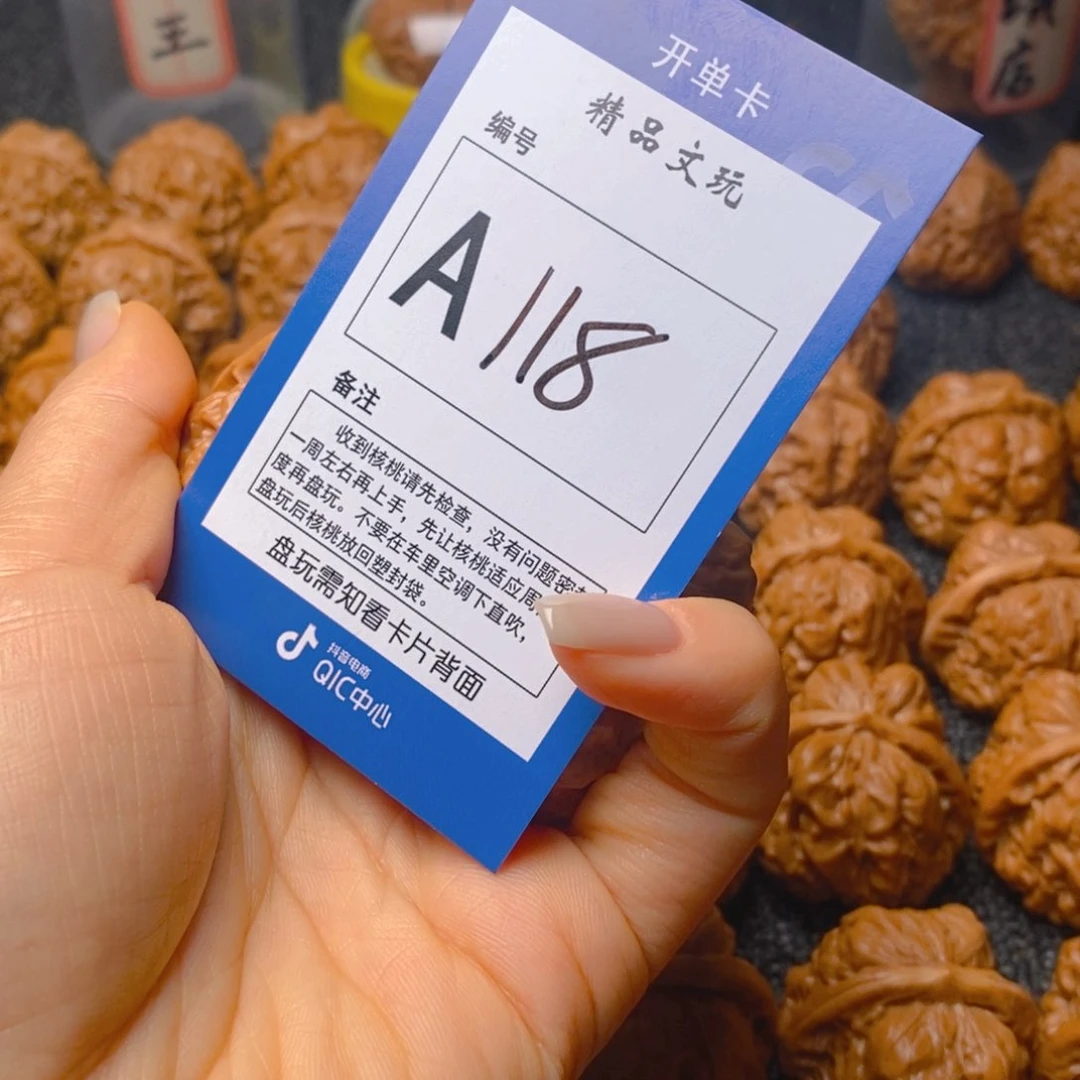 王
店
开单卡
精品文玩
编号
A118
备注
收到核桃请先检查，没有问题密封
一周左右再上手，先让核桃适应周
度再盘玩。不要在车里空调下直吹，
盘玩后核桃放回塑封袋。
盘玩需知看卡片背面
抖音电商
QIC中心